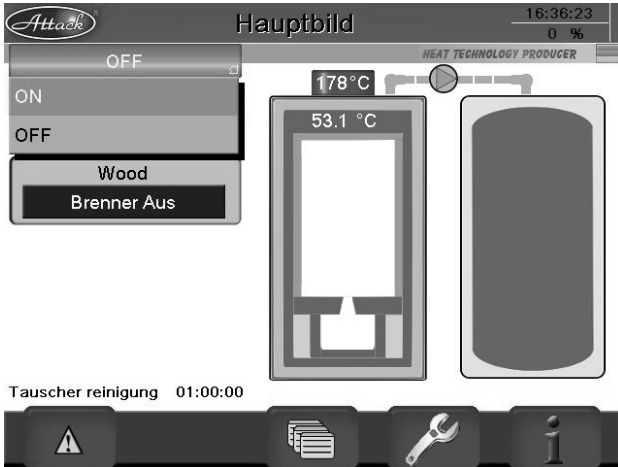 Attack
Hauptbild
16:36:23
0 %
HEAT TECHNOLOGY PRODUCER
OFF
ON
OFF
Wood
Brenner Aus
178°C
53.1 °C
Tauscher reinigung 01:00:00